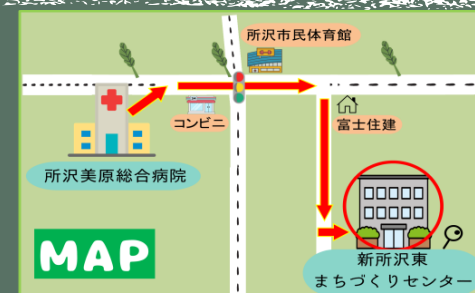 所沢市民体育館
コンビニ
富士住建
所沢美原総合病院
MAP
新所沢東
まちづくりセンター